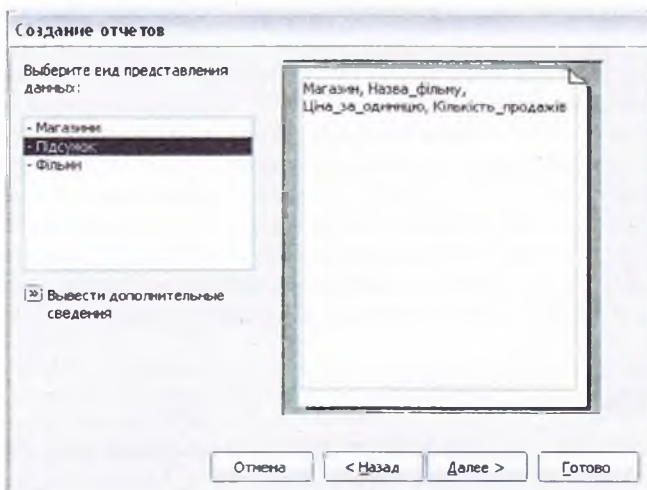 Создание отчетов
Выберите вид представления
данных:
- Магазини
- Підсумок
- Фільми
Вывести дополнительные
сведения
Магазин, Назва_фільму,
Ціна_за_одиницю, Кількість_продажів
Отмена
< Назад
Далее >
Готово